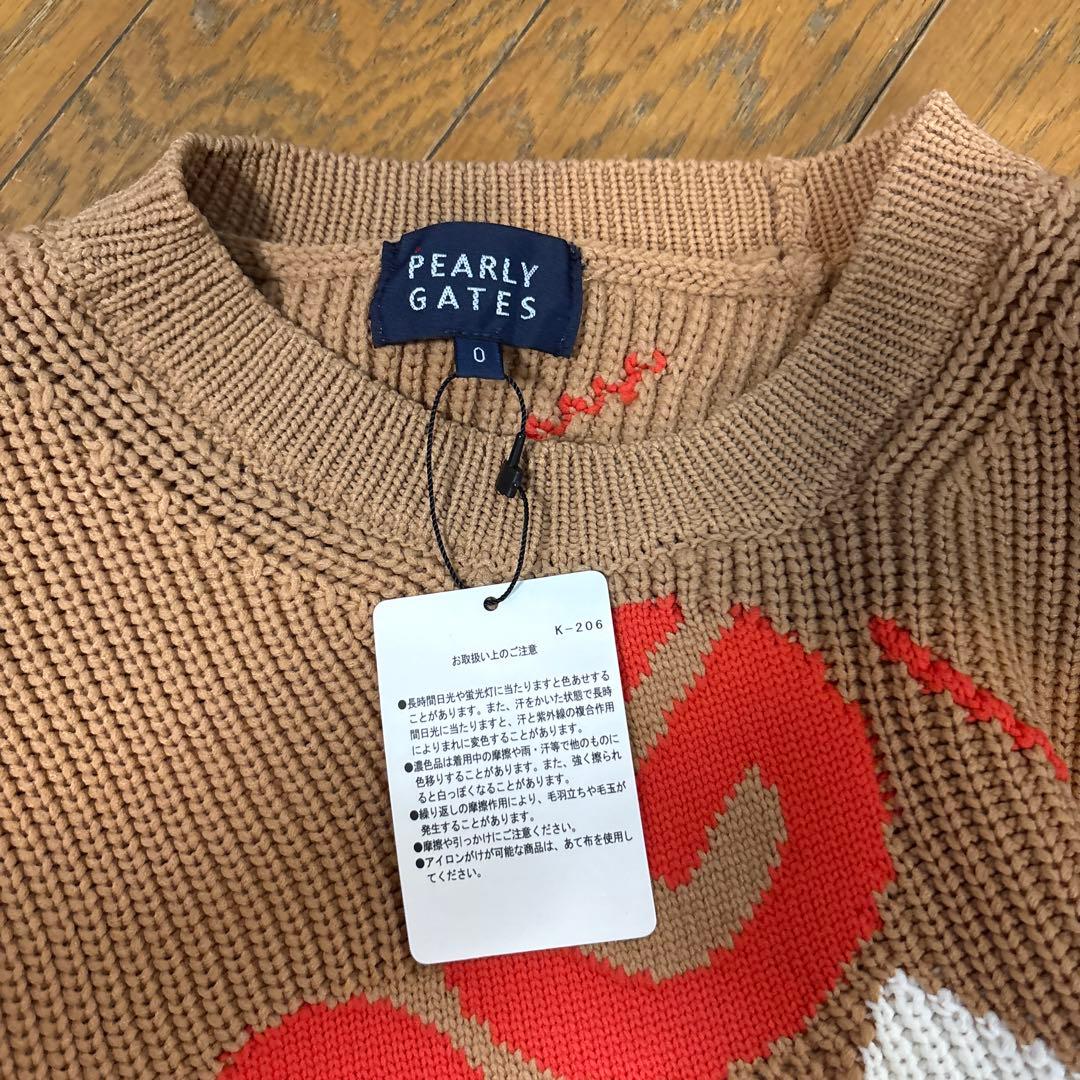 PEARLY
GATES
0
K-206
お取扱い上のご注意
●長時間日光や蛍光灯に当たりますと色あせする
ことがあります。また、汗をかいた状態で長時
間日光に当たりますと、汗と紫外線の複合作用
によりまれに変色することがあります。
●濃色品は着用中の摩擦や雨・汗等で他のものに
色移りすることがあります。また、強く擦られ
ると白っぽくなることがあります。
●繰り返しの摩擦作用により、毛羽立ちや毛玉が
発生することがあります。
●摩擦や引っかけにご注意ください。
●アイロンがけが可能な商品は、あて布を使用し
てください。